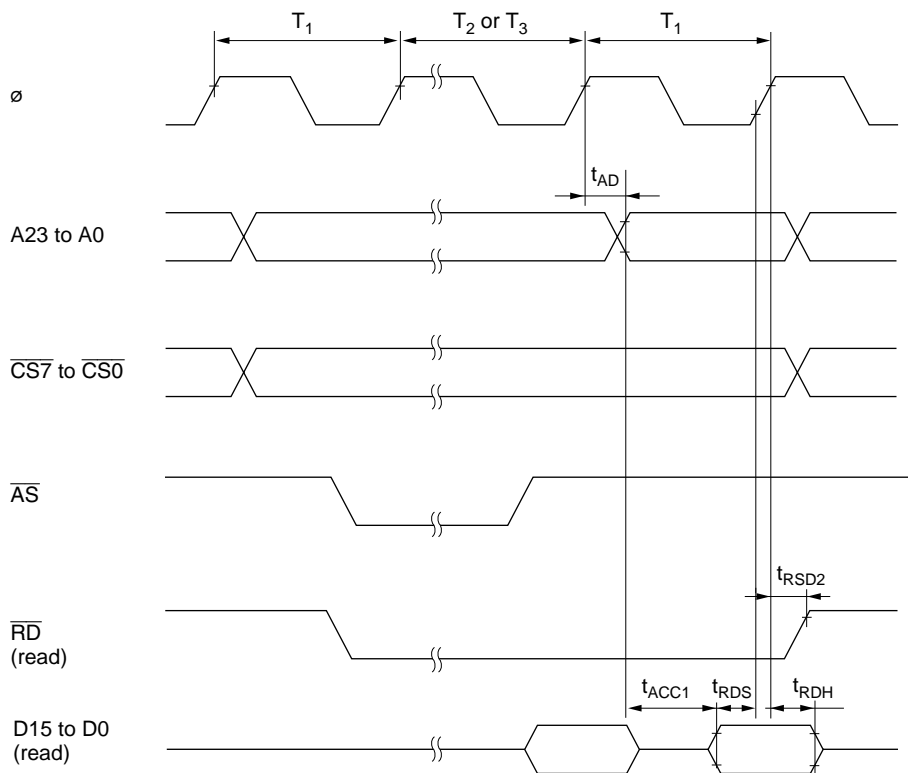 T1 T2 or T3 T1
ø
tAD
A23 to A0
CS7 to CS0
AS
tRSD2
RD
(read)
tACC1 tRDS tRDH
D15 to D0
(read)